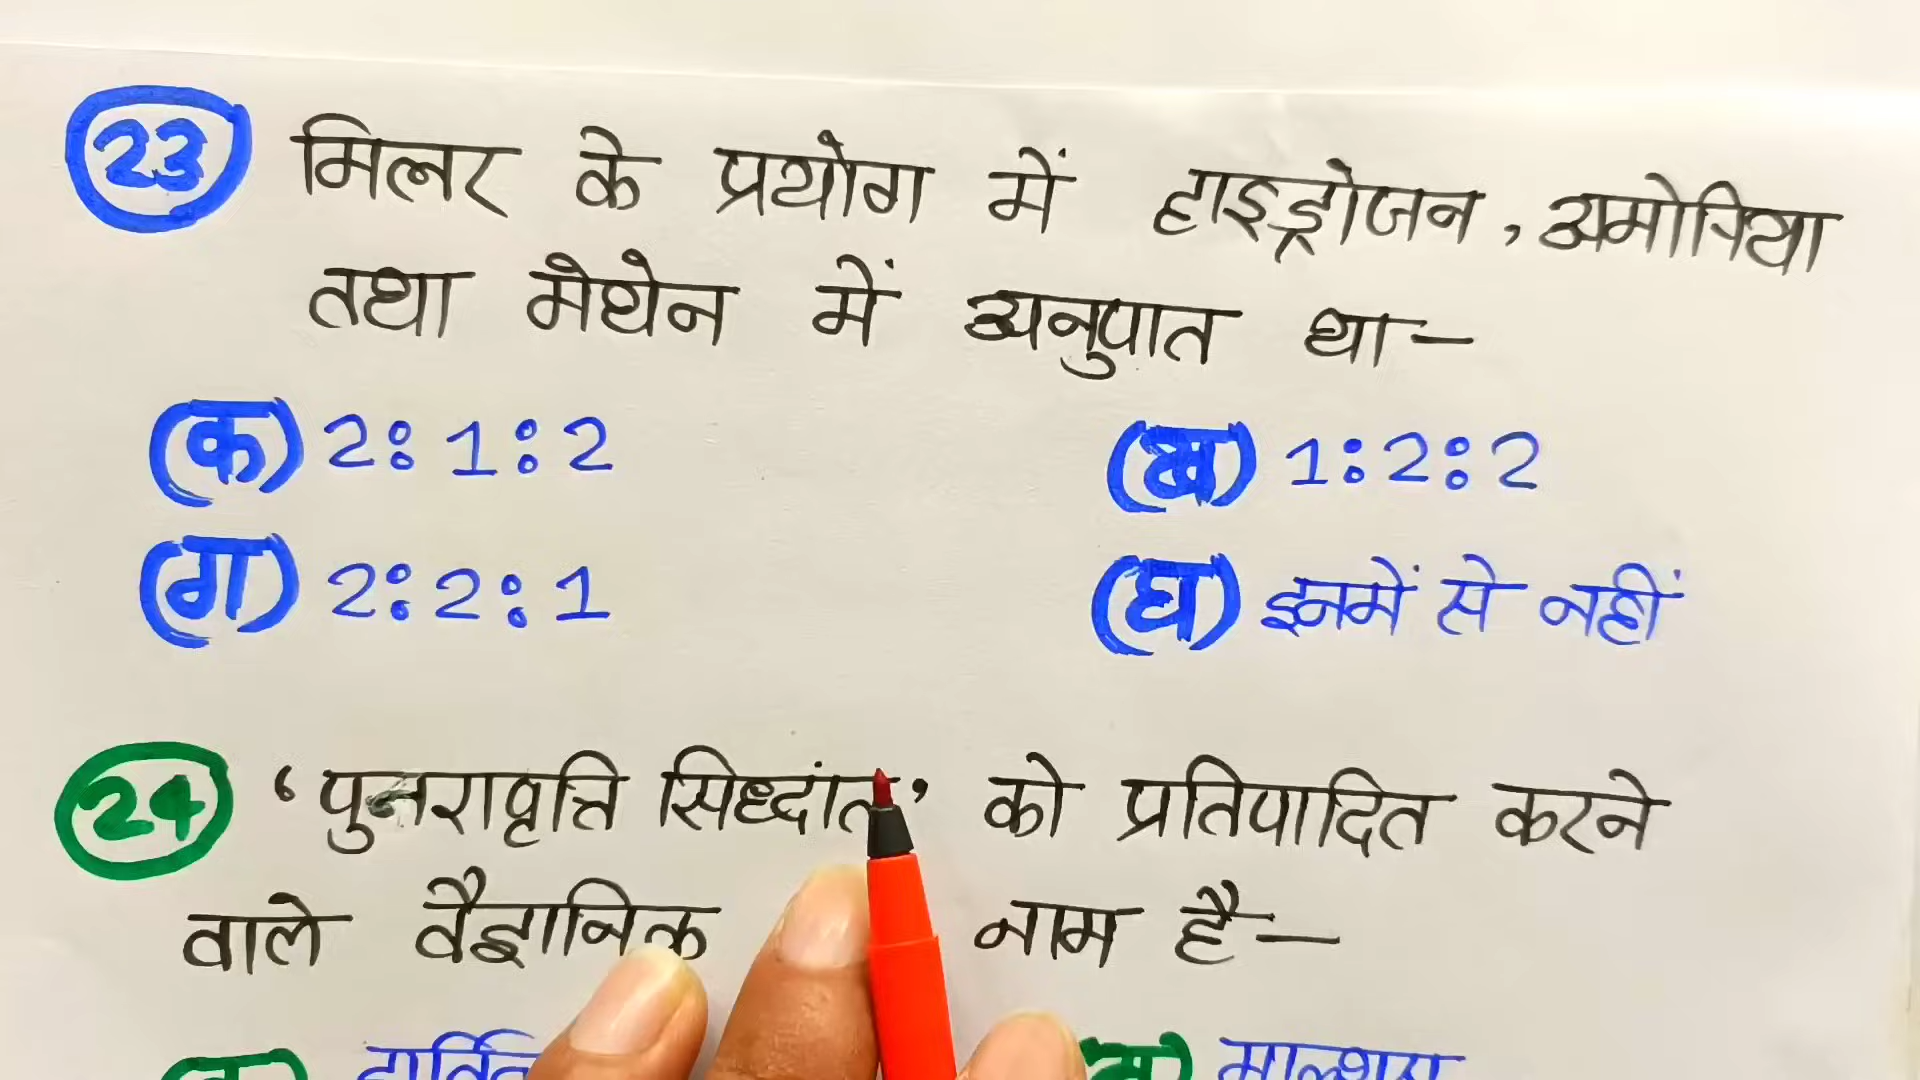 23 मिलर के प्रयोग में हाइड्रोजन, अमोनिया
तथा मेथेन में अनुपात था-
(क) 2:1:2 (ख) 1:2:2
(ग) 2:2:1 (घ) इनमें से नहीं
24 'पुनरावृत्ति सिध्दांत' को प्रतिपादित करने
वाले वैज्ञानिक नाम है-